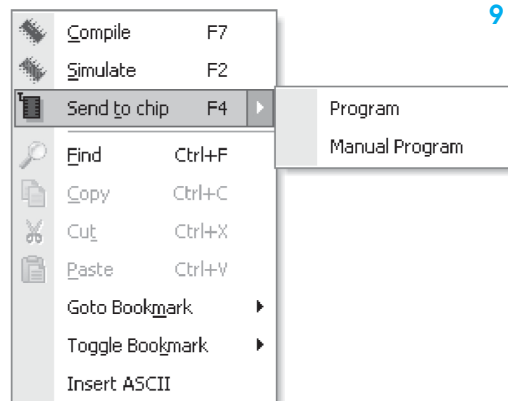 9
Compile F7
Simulate F2
Send to chip F4
Program
Manual Program
Find Ctrl+F
Copy Ctrl+C
Cut Ctrl+X
Paste Ctrl+V
Goto Bookmark
Toggle Bookmark
Insert ASCII